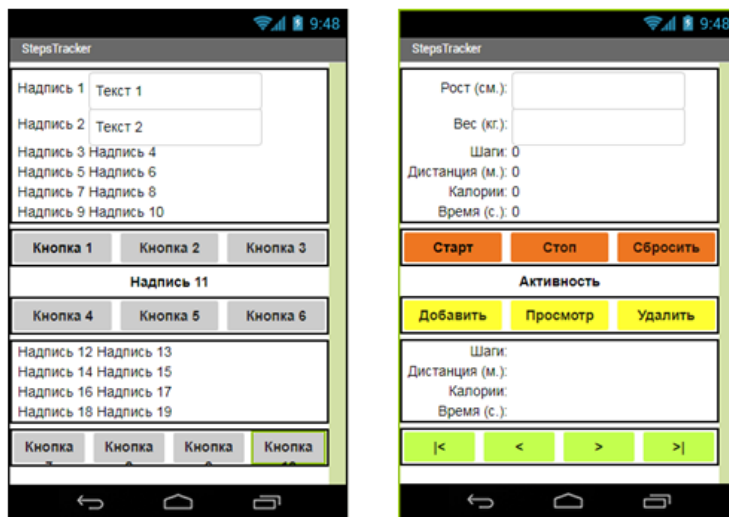 9:48
StepsTracker
Надпись 1 Текст 1
Надпись 2 Текст 2
Надпись 3 Надпись 4
Надпись 5 Надпись 6
Надпись 7 Надпись 8
Надпись 9 Надпись 10
Кнопка 1 Кнопка 2 Кнопка 3
Надпись 11
Кнопка 4 Кнопка 5 Кнопка 6
Надпись 12 Надпись 13
Надпись 14 Надпись 15
Надпись 16 Надпись 17
Надпись 18 Надпись 19
Кнопка Кнопка Кнопка Кнопка
9:48
StepsTracker
Рост (см.):
Вес (кг.):
Шаги: 0
Дистанция (м.): 0
Калории: 0
Время (с.): 0
Старт Стоп Сбросить
Активность
Добавить Просмотр Удалить
Шаги:
Дистанция (м.):
Калории:
Время (с.):
|< < > >|